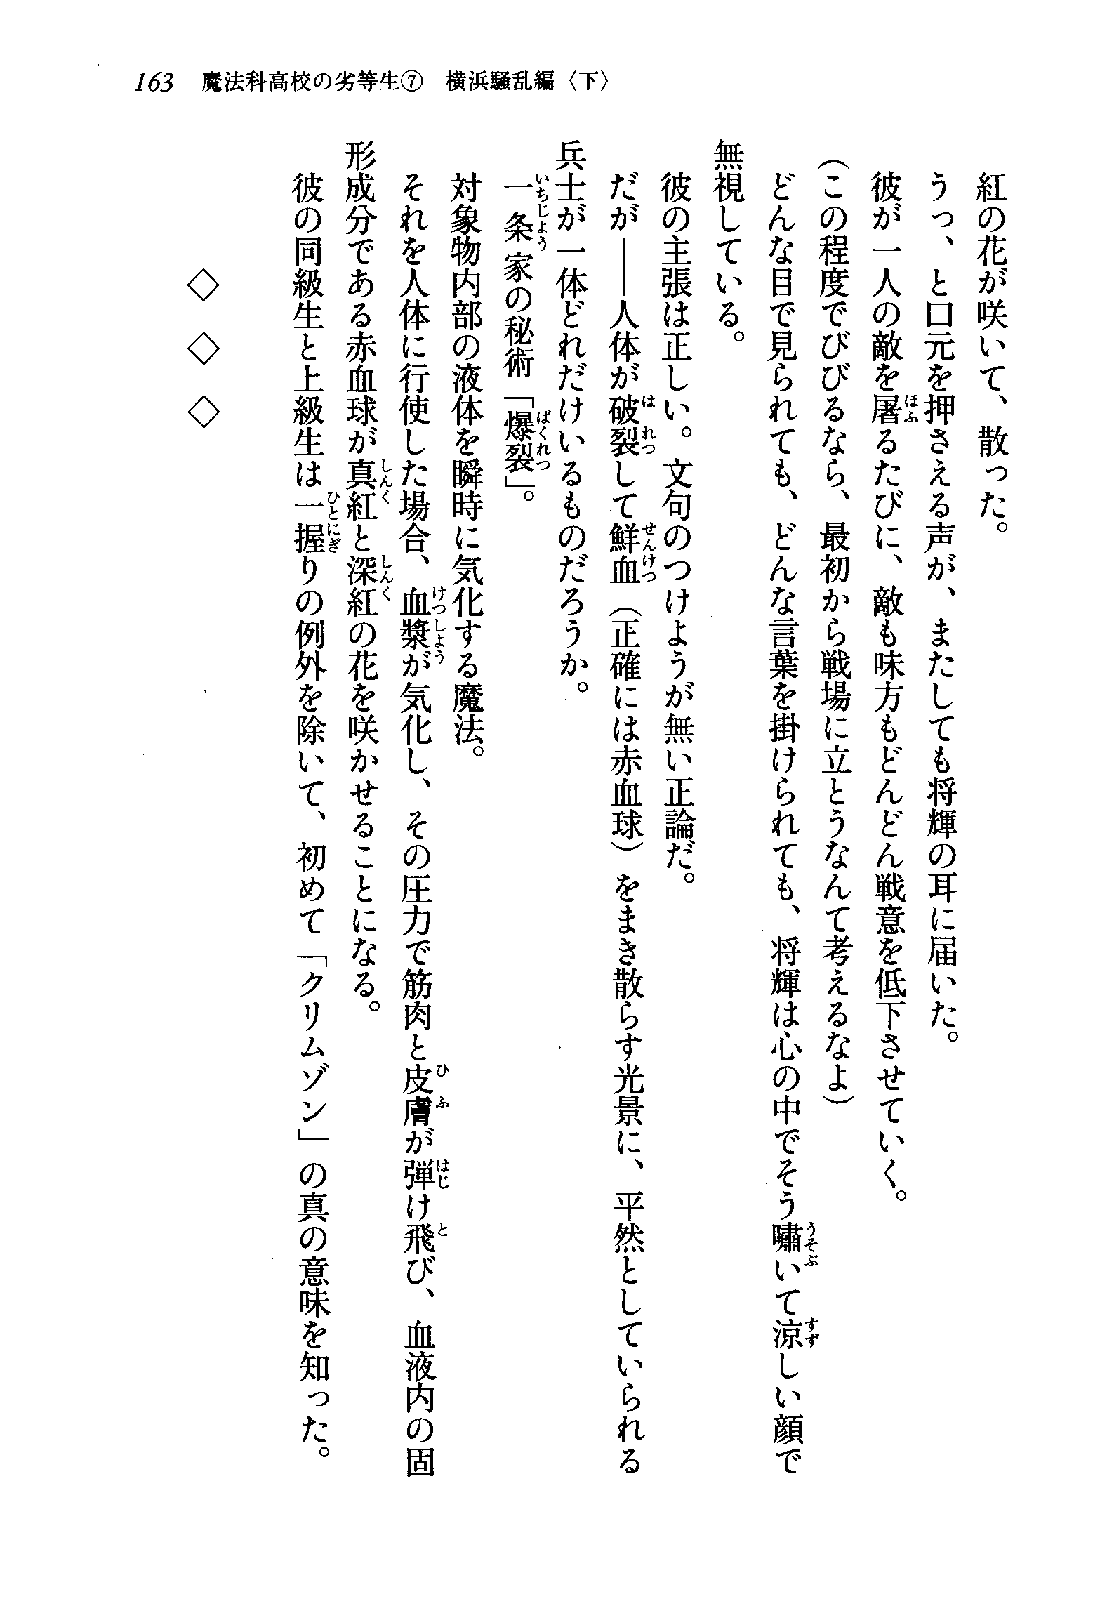 163 魔法科高校の劣等生⑦ 横浜騒乱編〈下〉
紅の花が咲いて、散った。
うっ、と口元を押さえる声が、またしても将輝の耳に届いた。
彼が一人の敵を屠るたびに、敵も味方もどんどん戦意を低下させていく。
（この程度でびびるなら、最初から戦場に立とうなんて考えるなよ）
どんな目で見られても、どんな言葉を掛けられても、将輝は心の中でそう嘯いて涼しい顔で
無視している。
彼の主張は正しい。文句のつけようが無い正論だ。
だが――人体が破裂して鮮血（正確には赤血球）をまき散らす光景に、平然としていられる
兵士が一体どれだけいるものだろうか。
一条家の秘術「爆裂」。
対象物内部の液体を瞬時に気化する魔法。
それを人体に行使した場合、血漿が気化し、その圧力で筋肉と皮膚が弾け飛び、血液内の固
形成分である赤血球が真紅と深紅の花を咲かせることになる。
彼の同級生と上級生は一握りの例外を除いて、初めて「クリムゾン」の真の意味を知った。
◇ ◇ ◇